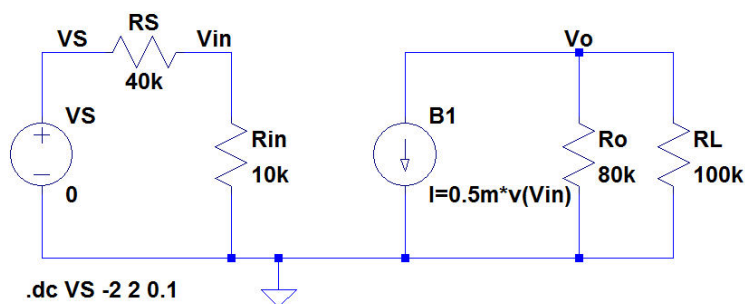 VS
RS
Vin
40k
VS
0
Rin
10k
Vo
B1
I=0.5m*v(Vin)
Ro
80k
RL
100k
.dc VS -2 2 0.1